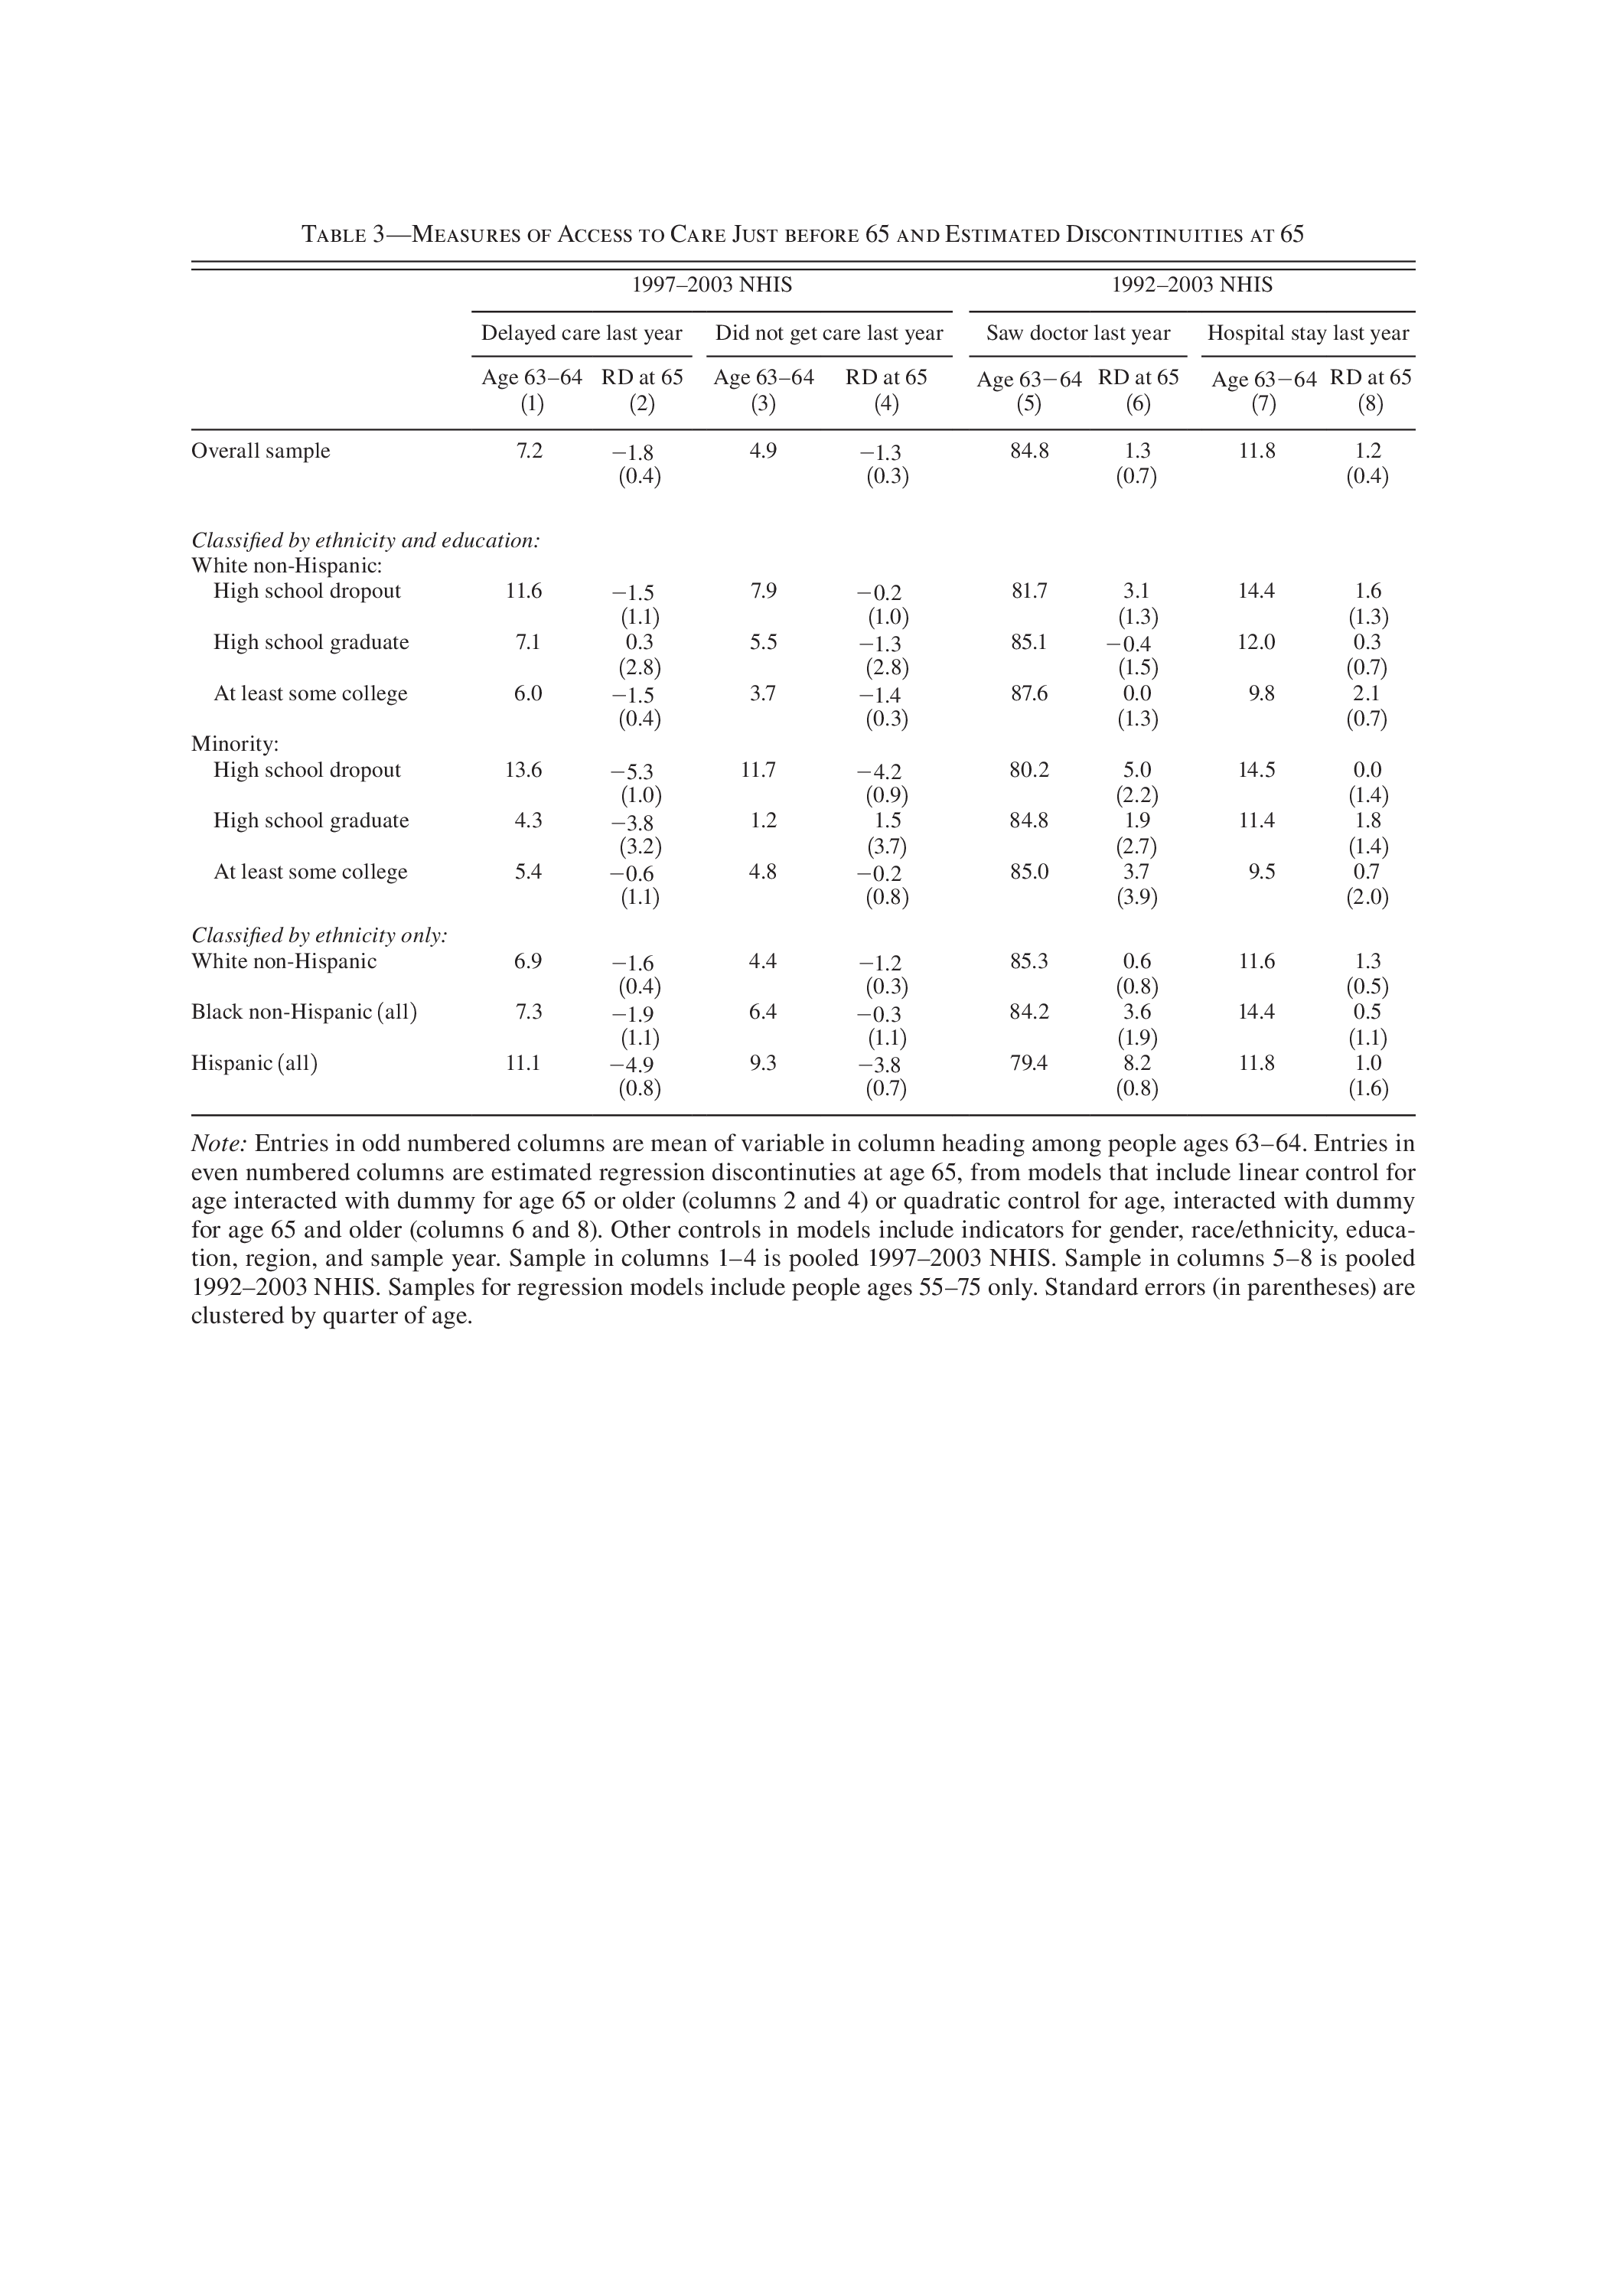 TABLE 3—MEASURES OF ACCESS TO CARE JUST BEFORE 65 AND ESTIMATED DISCONTINUITIES AT 65
1997–2003 NHIS 1992–2003 NHIS
Delayed care last year Did not get care last year Saw doctor last year Hospital stay last year
Age 63–64 RD at 65 Age 63–64 RD at 65 Age 63−64 RD at 65 Age 63−64 RD at 65
(1) (2) (3) (4) (5) (6) (7) (8)
Overall sample 7.2 −1.8 4.9 −1.3 84.8 1.3 11.8 1.2
(0.4) (0.3) (0.7) (0.4)
Classified by ethnicity and education:
White non-Hispanic:
High school dropout 11.6 −1.5 7.9 −0.2 81.7 3.1 14.4 1.6
(1.1) (1.0) (1.3) (1.3)
High school graduate 7.1 0.3 5.5 −1.3 85.1 −0.4 12.0 0.3
(2.8) (2.8) (1.5) (0.7)
At least some college 6.0 −1.5 3.7 −1.4 87.6 0.0 9.8 2.1
(0.4) (0.3) (1.3) (0.7)
Minority:
High school dropout 13.6 −5.3 11.7 −4.2 80.2 5.0 14.5 0.0
(1.0) (0.9) (2.2) (1.4)
High school graduate 4.3 −3.8 1.2 1.5 84.8 1.9 11.4 1.8
(3.2) (3.7) (2.7) (1.4)
At least some college 5.4 −0.6 4.8 −0.2 85.0 3.7 9.5 0.7
(1.1) (0.8) (3.9) (2.0)
Classified by ethnicity only:
White non-Hispanic 6.9 −1.6 4.4 −1.2 85.3 0.6 11.6 1.3
(0.4) (0.3) (0.8) (0.5)
Black non-Hispanic (all) 7.3 −1.9 6.4 −0.3 84.2 3.6 14.4 0.5
(1.1) (1.1) (1.9) (1.1)
Hispanic (all) 11.1 −4.9 9.3 −3.8 79.4 8.2 11.8 1.0
(0.8) (0.7) (0.8) (1.6)
Note: Entries in odd numbered columns are mean of variable in column heading among people ages 63–64. Entries in
even numbered columns are estimated regression discontinuties at age 65, from models that include linear control for
age interacted with dummy for age 65 or older (columns 2 and 4) or quadratic control for age, interacted with dummy
for age 65 and older (columns 6 and 8). Other controls in models include indicators for gender, race/ethnicity, educa-
tion, region, and sample year. Sample in columns 1–4 is pooled 1997–2003 NHIS. Sample in columns 5–8 is pooled
1992–2003 NHIS. Samples for regression models include people ages 55–75 only. Standard errors (in parentheses) are
clustered by quarter of age.